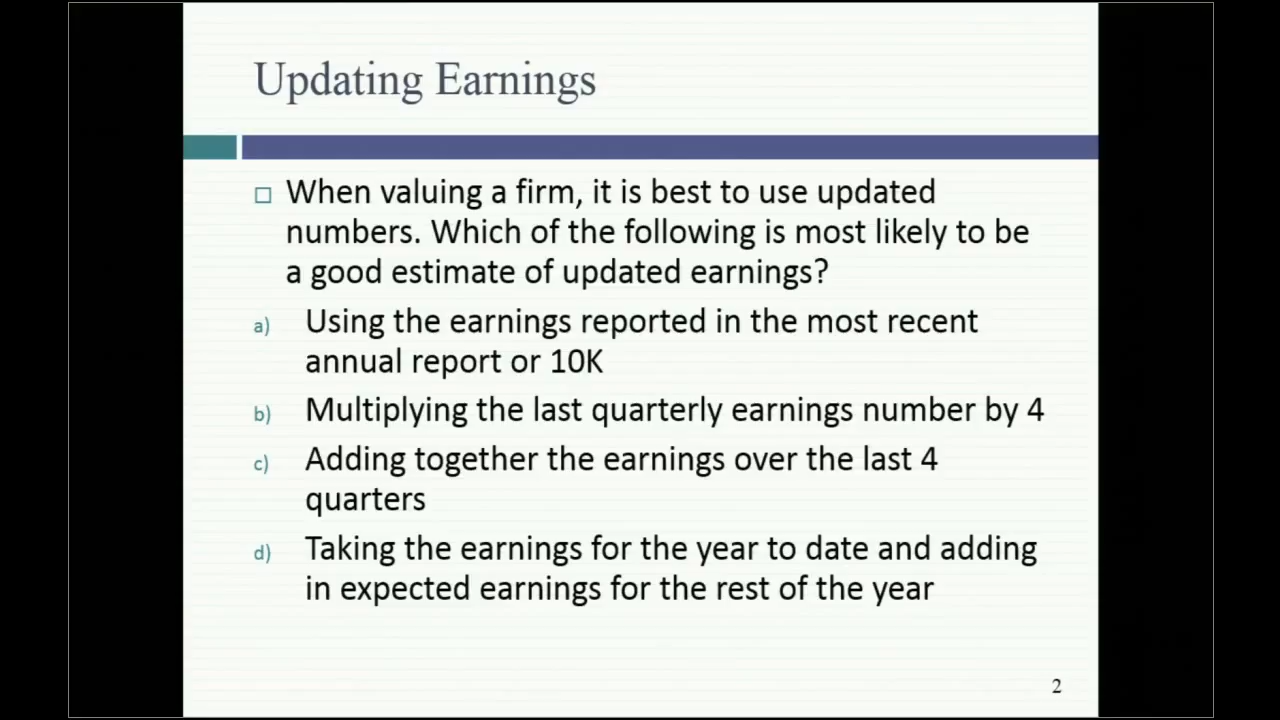 Updating Earnings
When valuing a firm, it is best to use updated
numbers. Which of the following is most likely to be
a good estimate of updated earnings?
a) Using the earnings reported in the most recent
annual report or 10K
b) Multiplying the last quarterly earnings number by 4
c) Adding together the earnings over the last 4
quarters
d) Taking the earnings for the year to date and adding
in expected earnings for the rest of the year
2